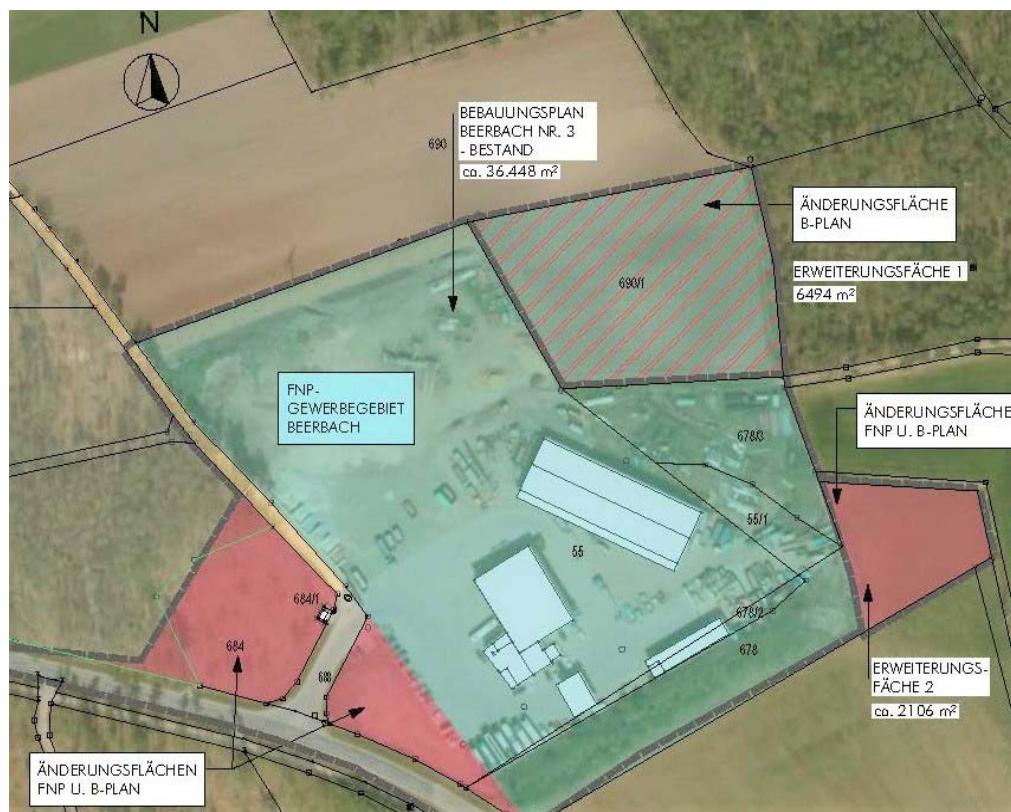 N
BEBAUUNGSPLAN
BEERBACH NR. 3
- BESTAND
ca. 36.448 m²
690
ÄNDERUNGSFLÄCHE
B-PLAN
ERWEITERUNGSFÄCHE 1
6494 m²
690/1
FNP-
GEWERBEGEBIET
BEERBACH
ÄNDERUNGSFLÄCHE
FNP U. B-PLAN
678/3
55/1
55
684/1
678/2
684
678
688
ERWEITERUNGS-
FÄCHE 2
ca. 2106 m²
ÄNDERUNGSFLÄCHEN
FNP U. B-PLAN